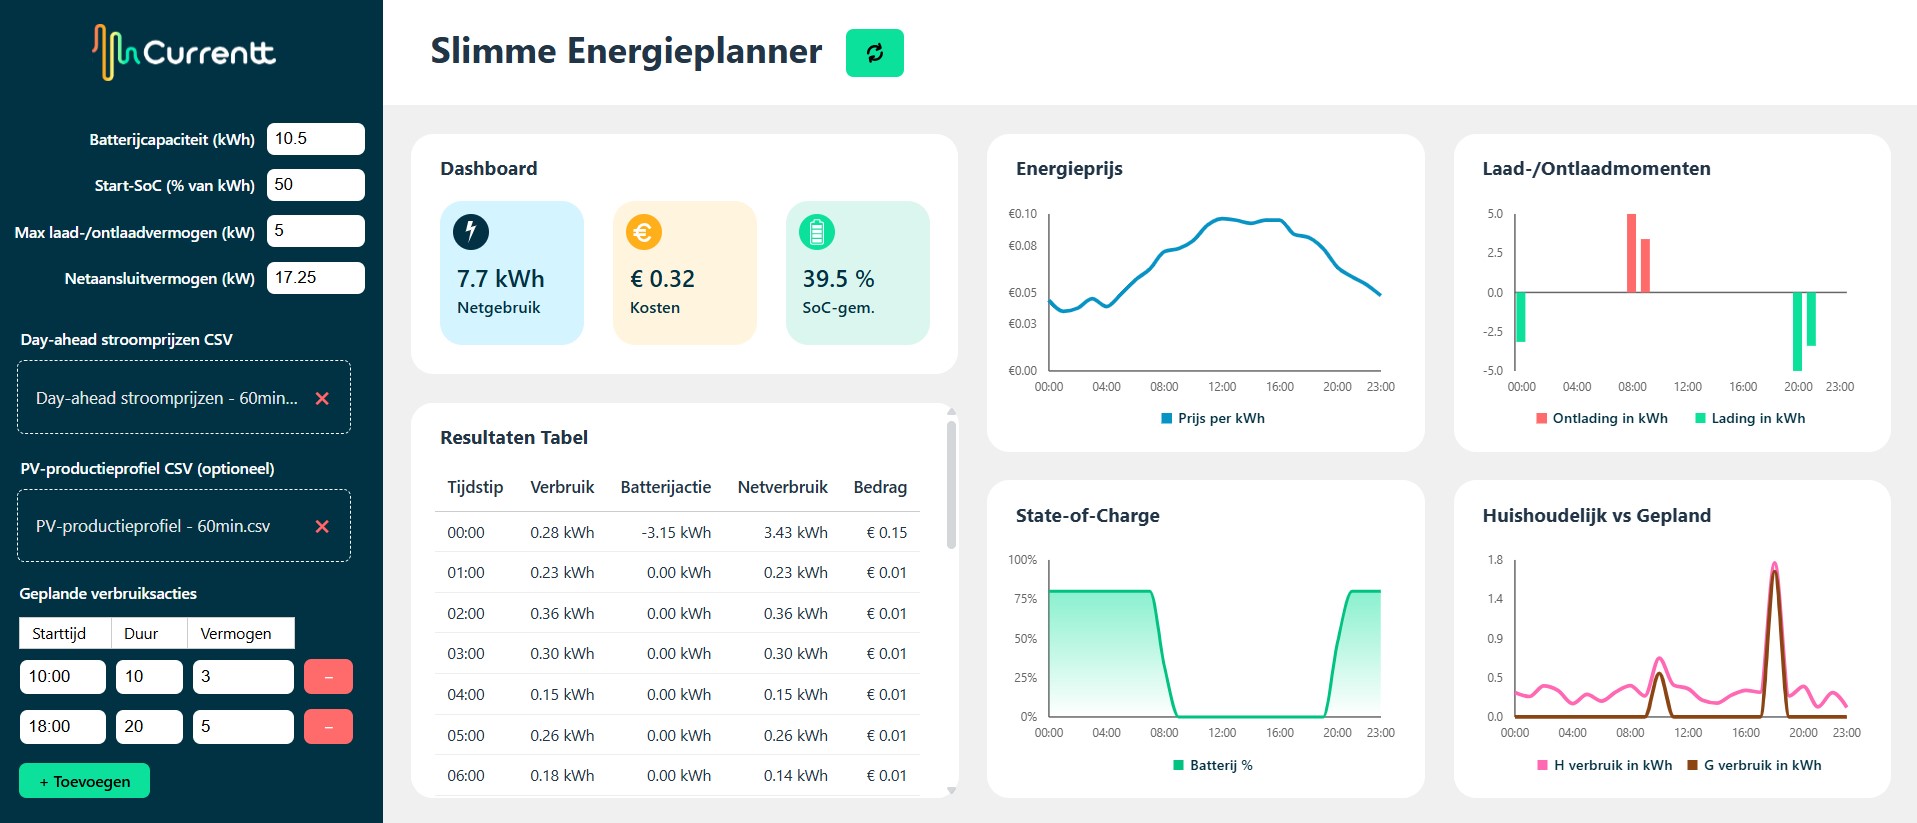 Currentt
Batterijcapaciteit (kWh) 10.5
Start-SoC (% van kWh) 50
Max laad-/ontlaadvermogen (kW) 5
Netaansluitvermogen (kW) 17.25
Day-ahead stroomprijzen CSV
Day-ahead stroomprijzen - 60min... ×
PV-productieprofiel CSV (optioneel)
PV-productieprofiel - 60min.csv ×
Geplande verbruiksacties
Starttijd Duur Vermogen
10:00 10 3 –
18:00 20 5 –
+ Toevoegen
Slimme Energieplanner
Dashboard
7.7 kWh
Netgebruik
€ 0.32
Kosten
39.5 %
SoC-gem.
Resultaten Tabel
Tijdstip Verbruik Batterijactie Netverbruik Bedrag
00:00 0.28 kWh -3.15 kWh 3.43 kWh € 0.15
01:00 0.23 kWh 0.00 kWh 0.23 kWh € 0.01
02:00 0.36 kWh 0.00 kWh 0.36 kWh € 0.01
03:00 0.30 kWh 0.00 kWh 0.30 kWh € 0.01
04:00 0.15 kWh 0.00 kWh 0.15 kWh € 0.01
05:00 0.26 kWh 0.00 kWh 0.26 kWh € 0.01
06:00 0.18 kWh 0.00 kWh 0.14 kWh € 0.01
Energieprijs
€0.10
€0.08
€0.05
€0.03
€0.00
00:00 04:00 08:00 12:00 16:00 20:00 23:00
Prijs per kWh
Laad-/Ontlaadmomenten
5.0
2.5
0.0
-2.5
-5.0
00:00 04:00 08:00 12:00 16:00 20:00 23:00
Ontlading in kWh Lading in kWh
State-of-Charge
100%
75%
50%
25%
0%
00:00 04:00 08:00 12:00 16:00 20:00 23:00
Batterij %
Huishoudelijk vs Gepland
1.8
1.4
0.9
0.5
0.0
00:00 04:00 08:00 12:00 16:00 20:00 23:00
H verbruik in kWh G verbruik in kWh